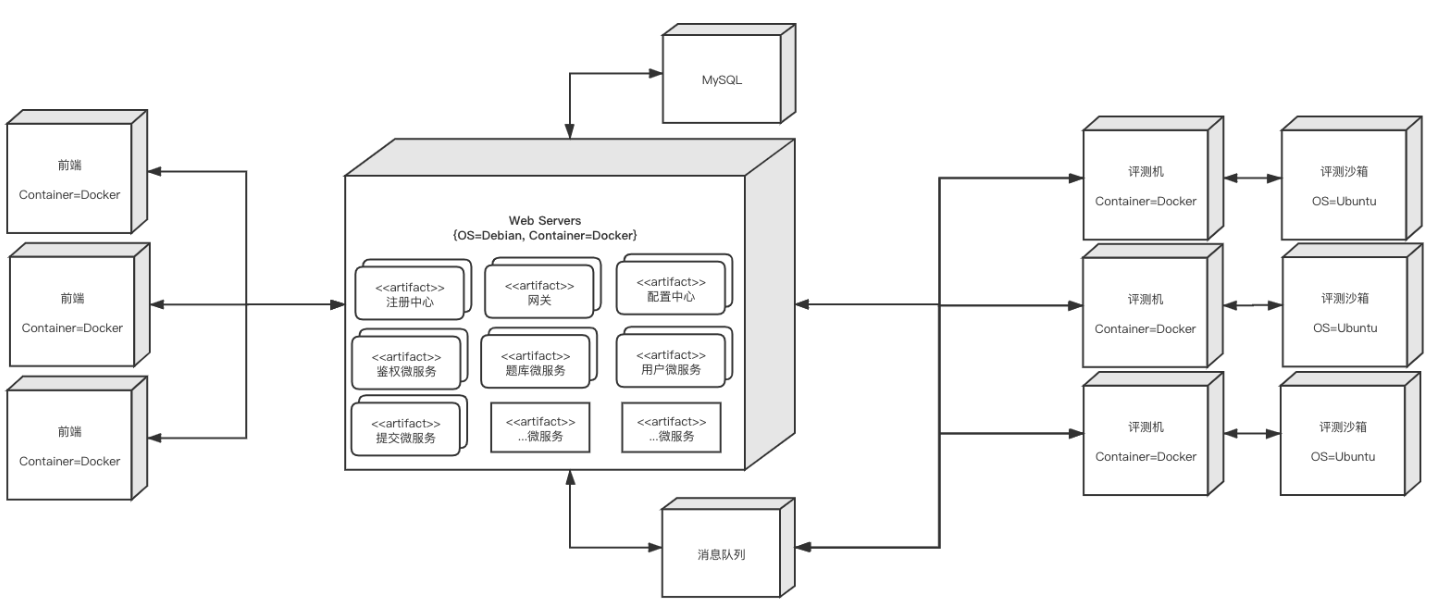 MySQL
前端
Container=Docker
前端
Container=Docker
前端
Container=Docker
Web Servers
{OS=Debian, Container=Docker}
<<artifact>>
注册中心
<<artifact>>
网关
<<artifact>>
配置中心
<<artifact>>
鉴权微服务
<<artifact>>
题库微服务
<<artifact>>
用户微服务
<<artifact>>
提交微服务
<<artifact>>
...微服务
<<artifact>>
...微服务
消息队列
评测机
Container=Docker
评测沙箱
OS=Ubuntu
评测机
Container=Docker
评测沙箱
OS=Ubuntu
评测机
Container=Docker
评测沙箱
OS=Ubuntu